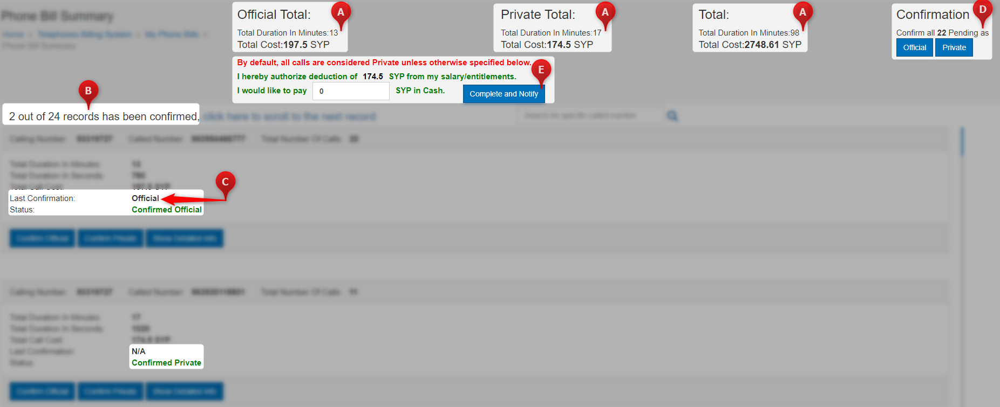 Phone Bill Summary
Home › Telephones Billing System › My Phone Bills ›
Phone Bill Summary
Official Total:
A
Total Duration In Minutes:13
Total Cost:197.5 SYP
Private Total:
A
Total Duration In Minutes:17
Total Cost:174.5 SYP
Total:
A
Total Duration In Minutes:98
Total Cost:2748.61 SYP
Confirmation
D
Confirm all 22 Pending as
Official Private
By default, all calls are considered Private unless otherwise specified below.
E
I hereby authorize deduction of 174.5 SYP from my salary/entitlements.
I would like to pay 0 SYP in Cash.
Complete and Notify
B
2 out of 24 records has been confirmed, click here to scroll to the next record
Search for specific called number
Calling Number: Called Number: Total Number Of Calls:
Total Duration In Minutes: 13
Total Duration In Seconds: 780
Total Call Cost: 197.5 SYP
C
Last Confirmation: Official
Status: Confirmed Official
Confirm Official Confirm Private Show Detailed Info
Calling Number: Called Number: Total Number Of Calls: 11
Total Duration In Minutes: 17
Total Duration In Seconds: 1020
Total Call Cost: 174.5 SYP
Last Confirmation: N/A
Status: Confirmed Private
Confirm Official Confirm Private Show Detailed Info